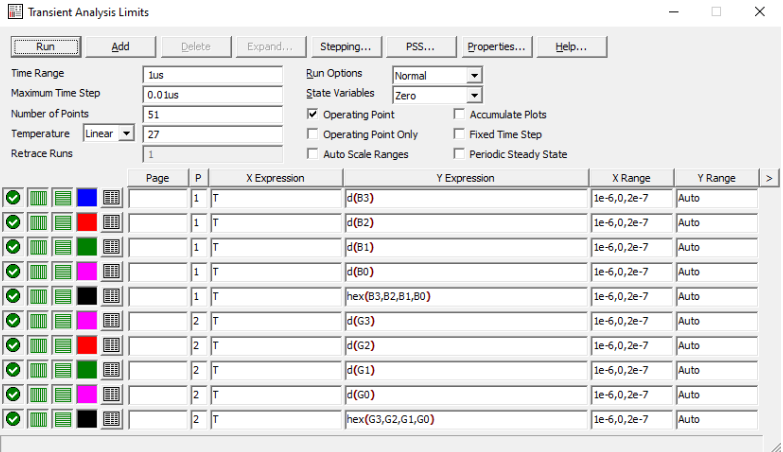 Transient Analysis Limits
Run Add Delete Expand... Stepping... PSS... Properties... Help...
Time Range 1us Run Options Normal
Maximum Time Step 0.01us State Variables Zero
Number of Points 51 Operating Point Accumulate Plots
Temperature Linear 27 Operating Point Only Fixed Time Step
Retrace Runs 1 Auto Scale Ranges Periodic Steady State
Page P X Expression Y Expression X Range Y Range >
1 T d(B3) 1e-6,0,2e-7 Auto
1 T d(B2) 1e-6,0,2e-7 Auto
1 T d(B1) 1e-6,0,2e-7 Auto
1 T d(B0) 1e-6,0,2e-7 Auto
1 T hex(B3,B2,B1,B0) 1e-6,0,2e-7 Auto
2 T d(G3) 1e-6,0,2e-7 Auto
2 T d(G2) 1e-6,0,2e-7 Auto
2 T d(G1) 1e-6,0,2e-7 Auto
2 T d(G0) 1e-6,0,2e-7 Auto
2 T hex(G3,G2,G1,G0) 1e-6,0,2e-7 Auto